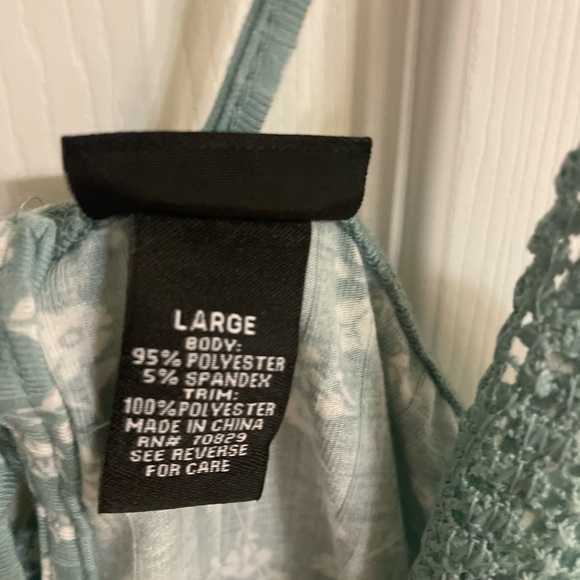 LARGE
BODY:
95% POLYESTER
5% SPANDEX
TRIM:
100%POLYESTER
MADE IN CHINA
RN# 70829
SEE REVERSE
FOR CARE